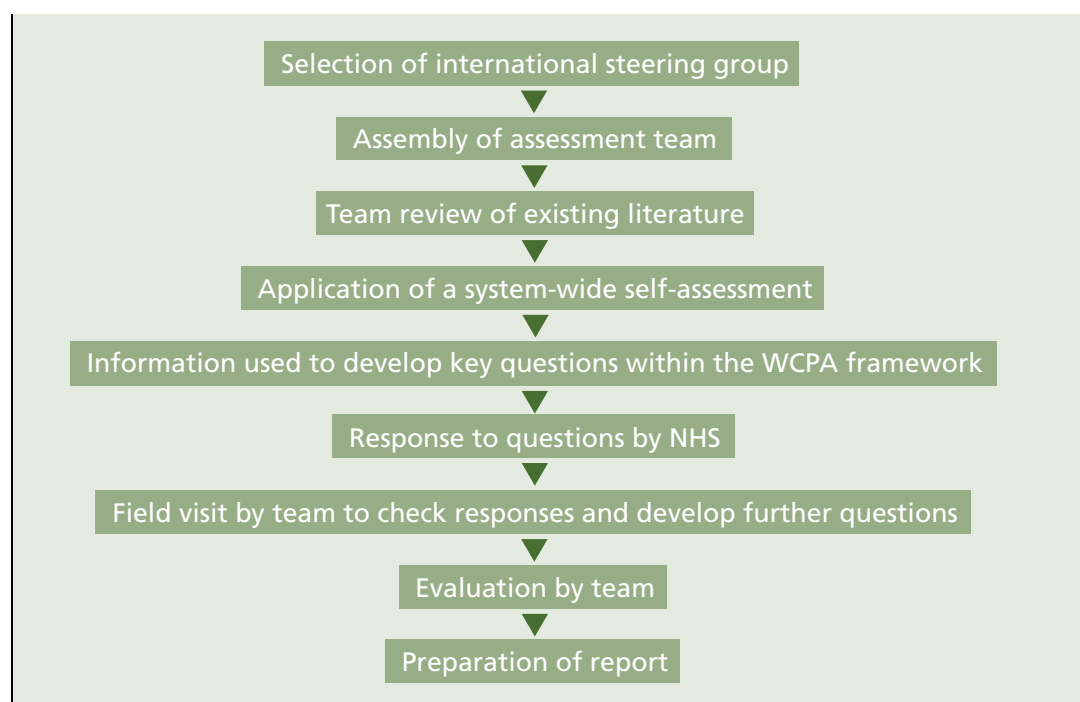 Selection of international steering group
Assembly of assessment team
Team review of existing literature
Application of a system-wide self-assessment
Information used to develop key questions within the WCPA framework
Response to questions by NHS
Field visit by team to check responses and develop further questions
Evaluation by team
Preparation of report